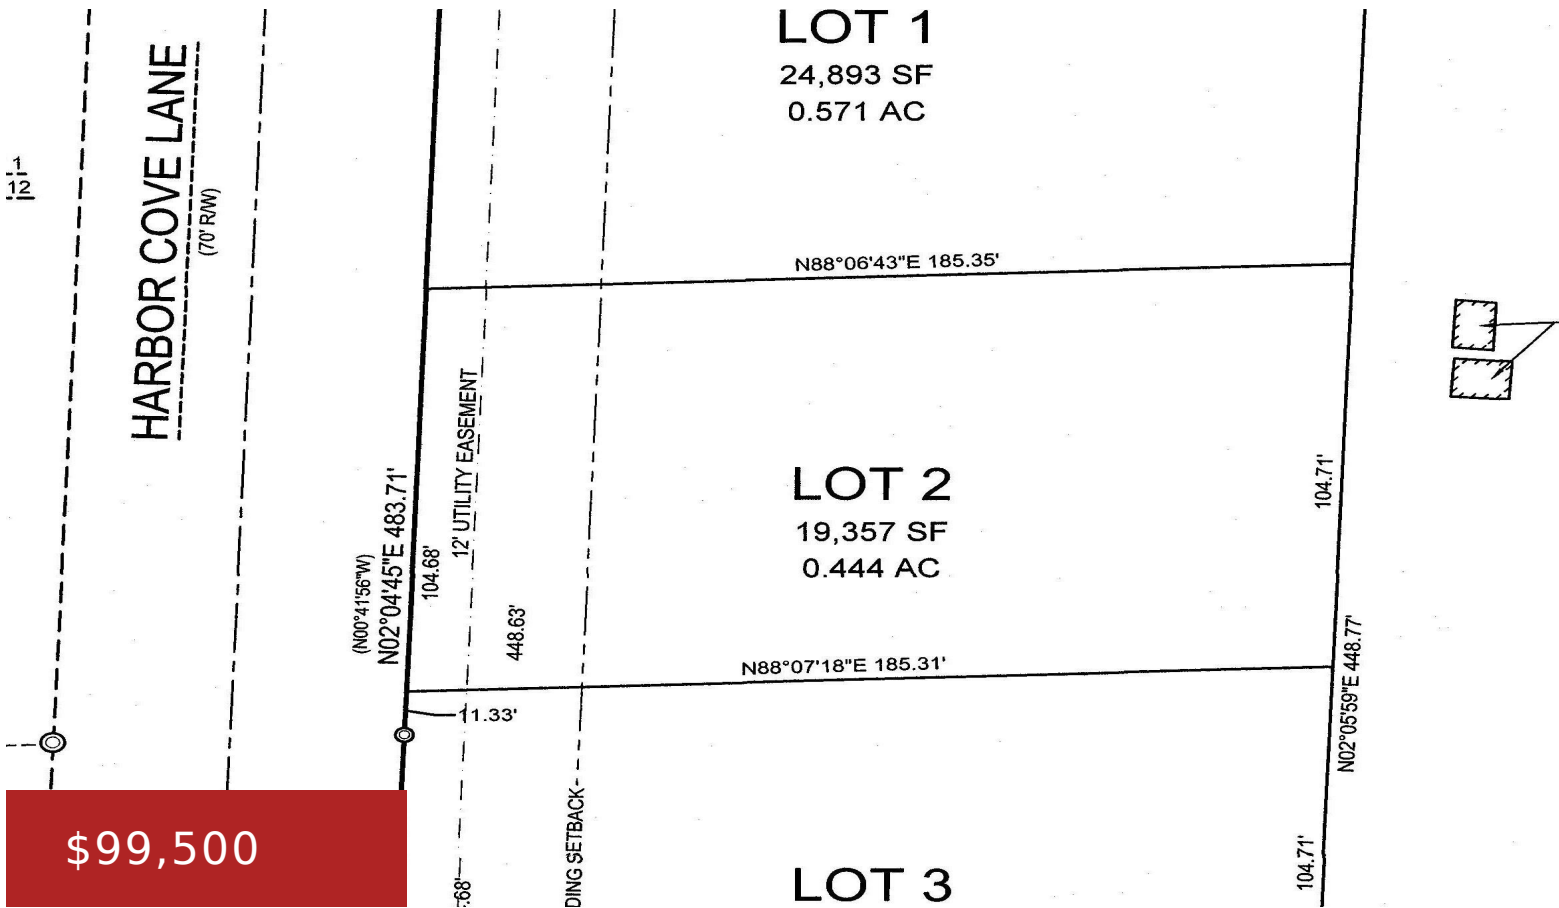 LOT 1
24,893 SF
0.571 AC
HARBOR COVE LANE
(70' R/W)
1
12
N88°06'43"E 185.35'
12' UTILITY EASEMENT
LOT 2
19,357 SF
0.444 AC
104.71'
(N00°41'56"W)
N02°04'45"E 483.71'
104.68'
448.63'
N88°07'18"E 185.31'
N02°05'59"E 448.77'
11.33'
SETBACK
LOT 3
104.71'
$99,500